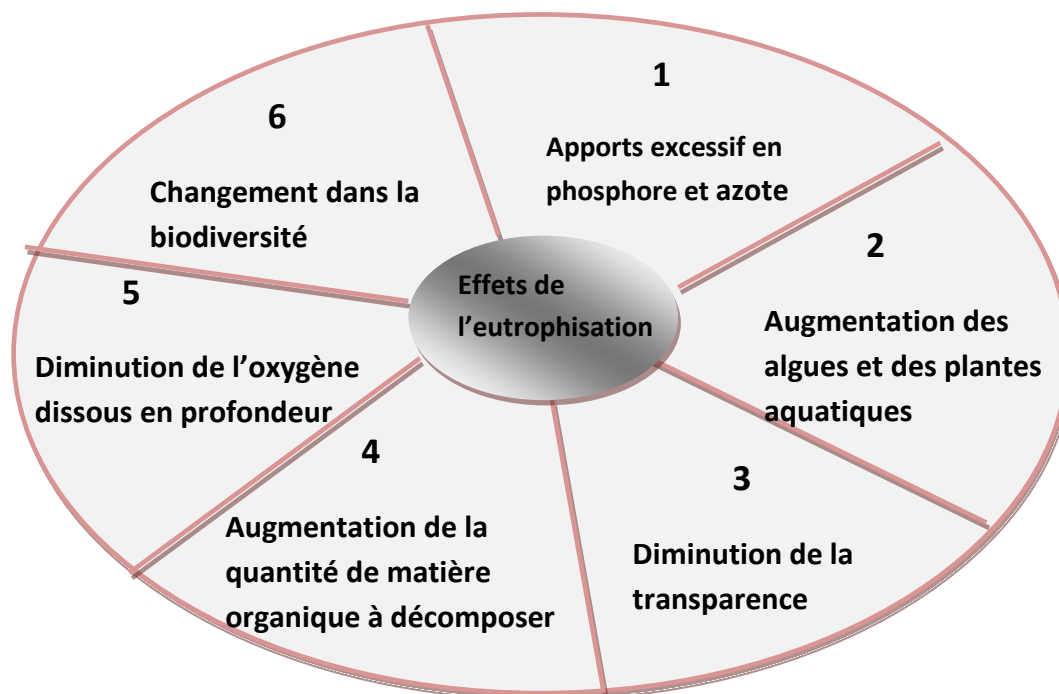 Effets de
l’eutrophisation
1
Apports excessif en
phosphore et azote
2
Augmentation des
algues et des plantes
aquatiques
3
Diminution de la
transparence
4
Augmentation de la
quantité de matière
organique à décomposer
5
Diminution de l’oxygène
dissous en profondeur
6
Changement dans la
biodiversité